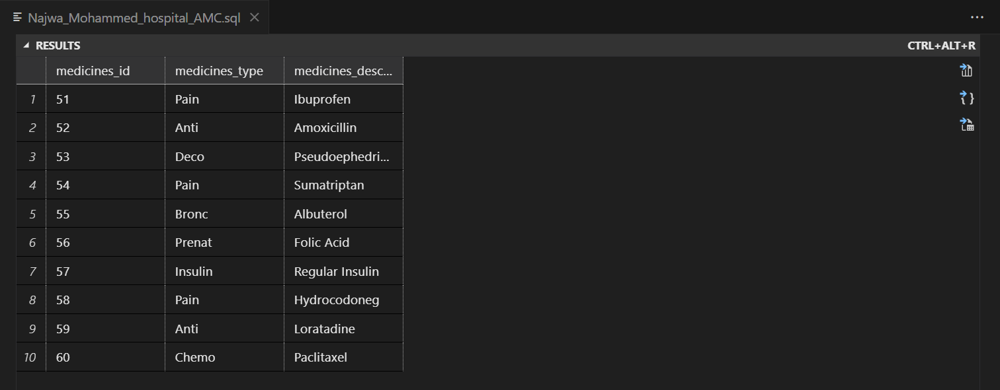 Najwa_Mohammed_hospital_AMC.sql
RESULTS CTRL+ALT+R
medicines_id medicines_type medicines_desc...
1 51 Pain Ibuprofen
2 52 Anti Amoxicillin
3 53 Deco Pseudoephedri...
4 54 Pain Sumatriptan
5 55 Bronc Albuterol
6 56 Prenat Folic Acid
7 57 Insulin Regular Insulin
8 58 Pain Hydrocodoneg
9 59 Anti Loratadine
10 60 Chemo Paclitaxel